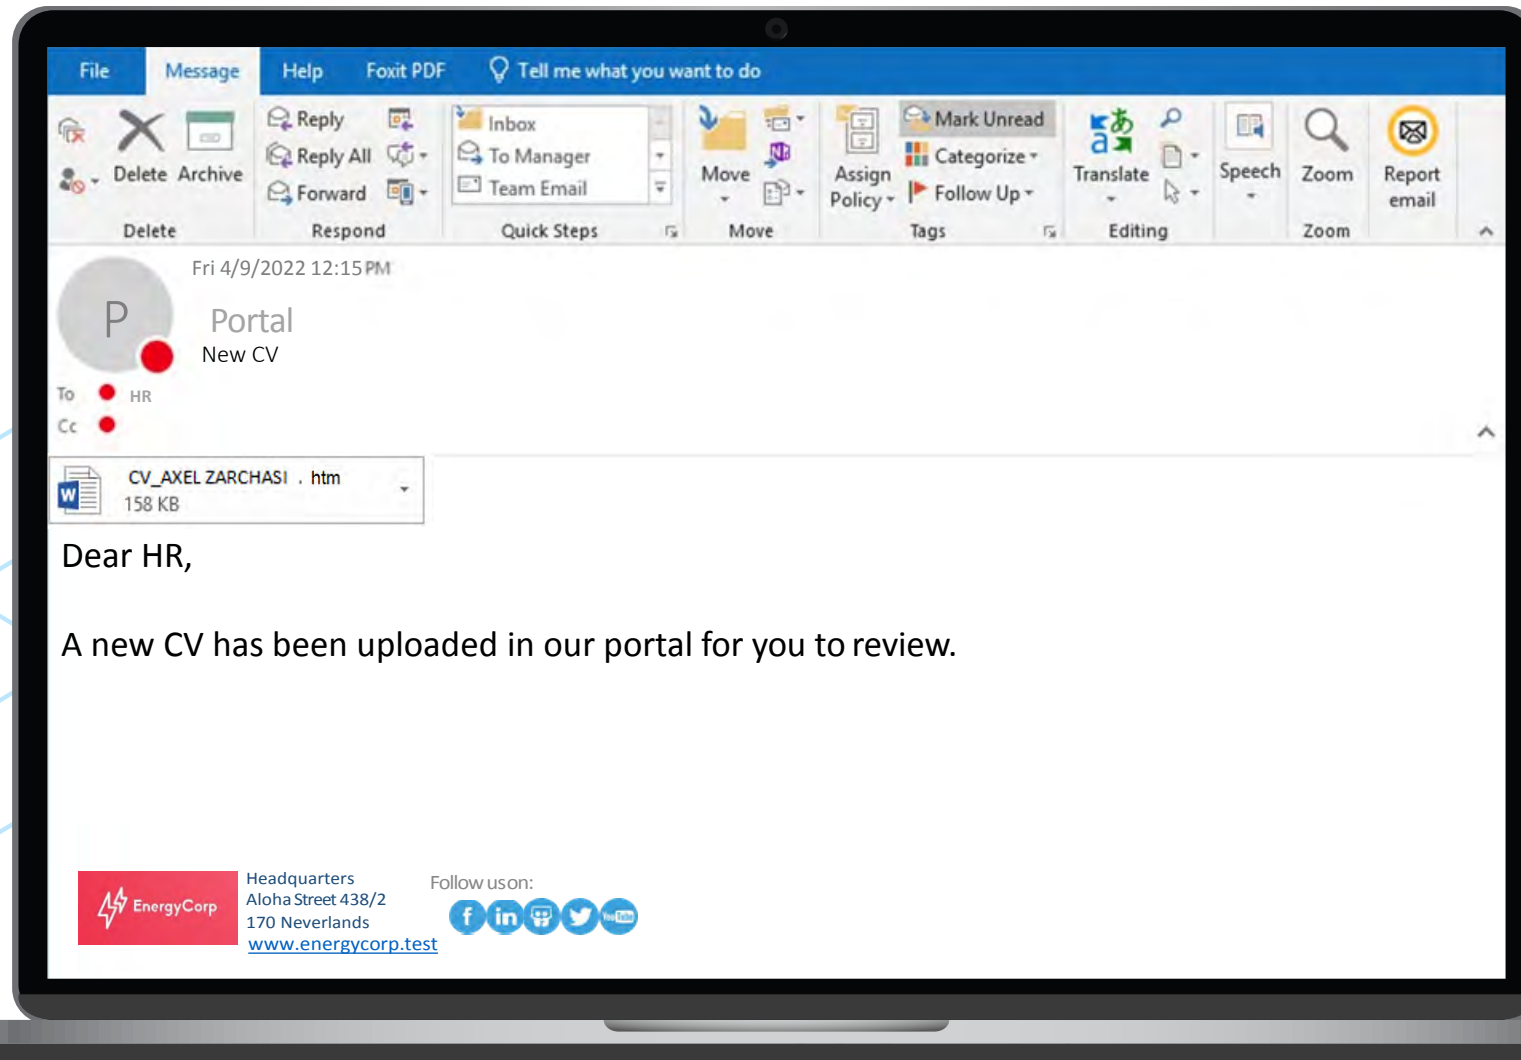 File Message Help Foxit PDF Tell me what you want to do
Delete Archive
Reply
Reply All
Forward
Inbox
To Manager
Team Email
Move
Assign Policy
Mark Unread
Categorize
Follow Up
Translate
Speech
Zoom
Report email
Delete Respond Quick Steps Move Tags Editing Zoom
Fri 4/9/2022 12:15 PM
P
Portal
New CV
To HR
Cc
W
CV_AXEL ZARCHASI . htm
158 KB
Dear HR,
A new CV has been uploaded in our portal for you to review.
EnergyCorp
Headquarters
Aloha Street 438/2
170 Neverlands
www.energycorp.test
Follow us on:
f in You Tube